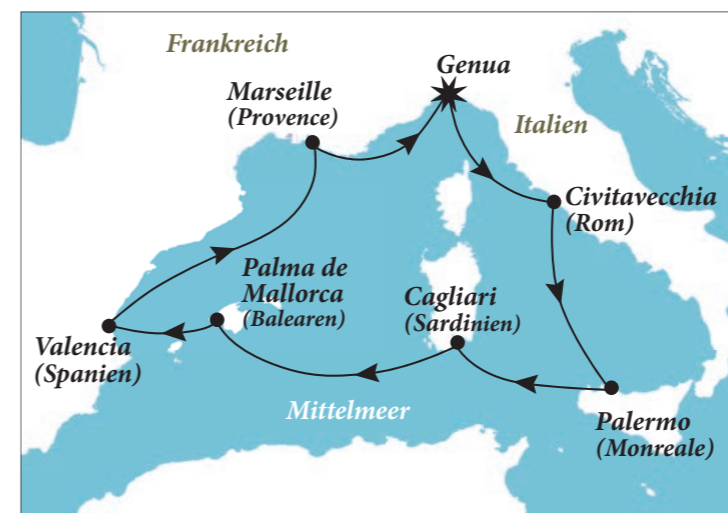 Frankreich
Genua
Marseille
(Provence)
Italien
Civitavecchia
(Rom)
Palma de
Mallorca
(Balearen)
Cagliari
(Sardinien)
Valencia
(Spanien)
Mittelmeer
Palermo
(Monreale)